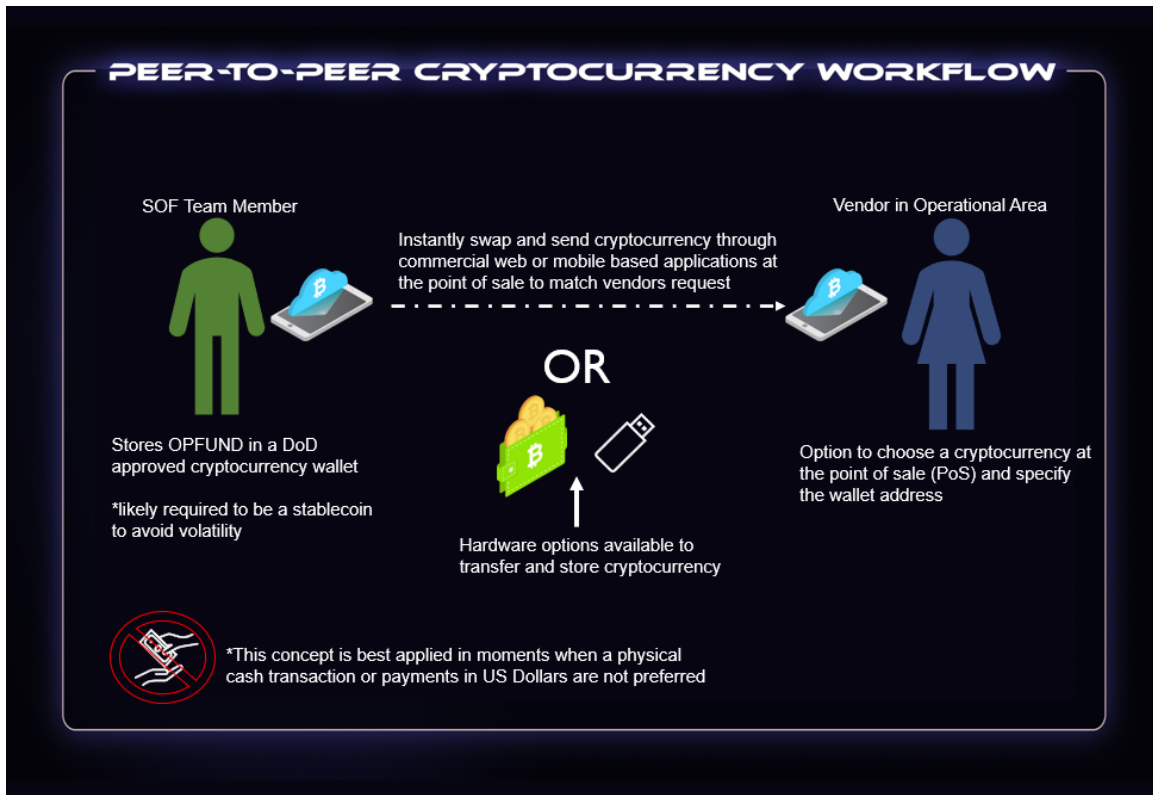 PEER-TO-PEER CRYPTOCURRENCY WORKFLOW
SOF Team Member
Vendor in Operational Area
Instantly swap and send cryptocurrency through
commercial web or mobile based applications at
the point of sale to match vendors request
OR
Stores OPFUND in a DoD
approved cryptocurrency wallet
*likely required to be a stablecoin
to avoid volatility
Option to choose a cryptocurrency at
the point of sale (PoS) and specify
the wallet address
Hardware options available to
transfer and store cryptocurrency
*This concept is best applied in moments when a physical
cash transaction or payments in US Dollars are not preferred